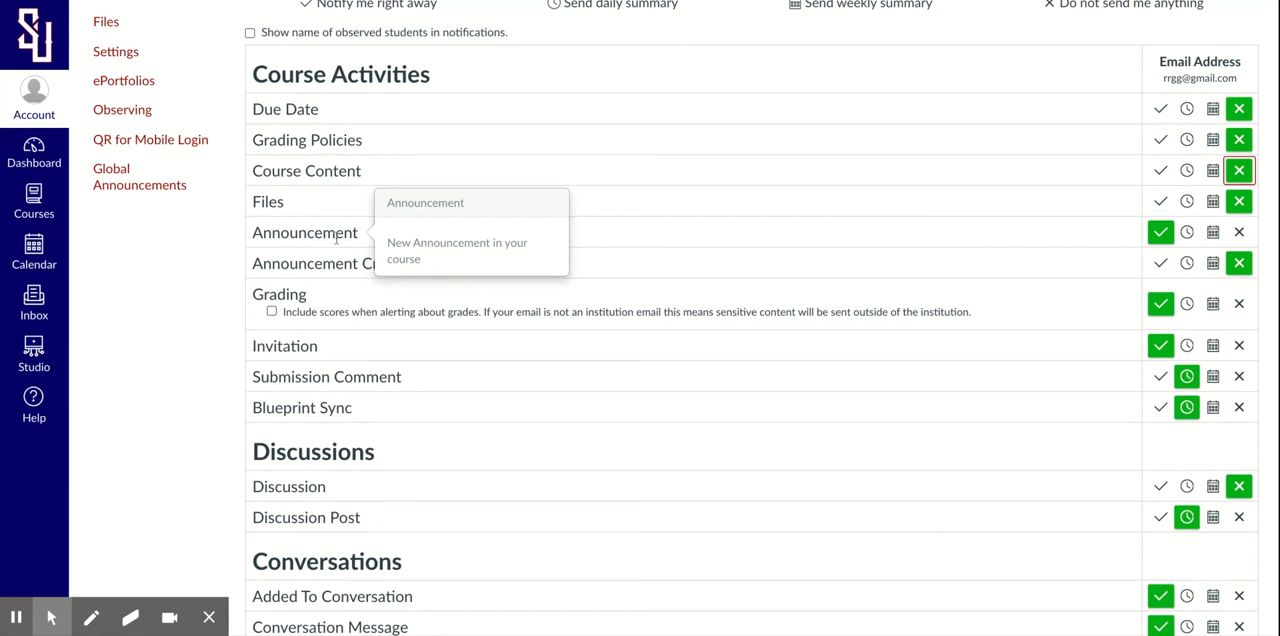 Notify me right away
Send daily summary
Send weekly summary
Do not send me anything
Show name of observed students in notifications.
SU
Account
Dashboard
Courses
Calendar
Inbox
Studio
Help
Files
Settings
ePortfolios
Observing
QR for Mobile Login
Global
Announcements
Course Activities
Email Address
rrgg@gmail.com
Due Date
Grading Policies
Course Content
Files
Announcement
Announcement
New Announcement in your
course
Announcement Cr
Grading
Include scores when alerting about grades. If your email is not an institution email this means sensitive content will be sent outside of the institution.
Invitation
Submission Comment
Blueprint Sync
Discussions
Discussion
Discussion Post
Conversations
Added To Conversation
Conversation Message